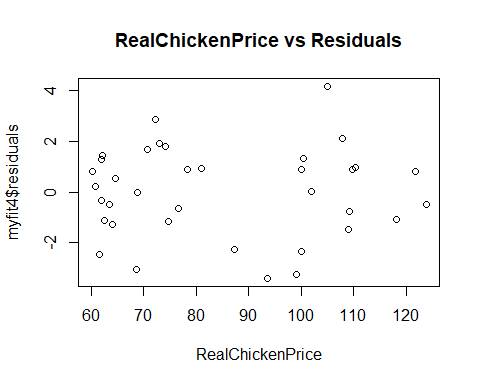 RealChickenPrice vs Residuals
myfit4$residuals
4
2
0
-2
60 70 80 90 100 110 120
RealChickenPrice